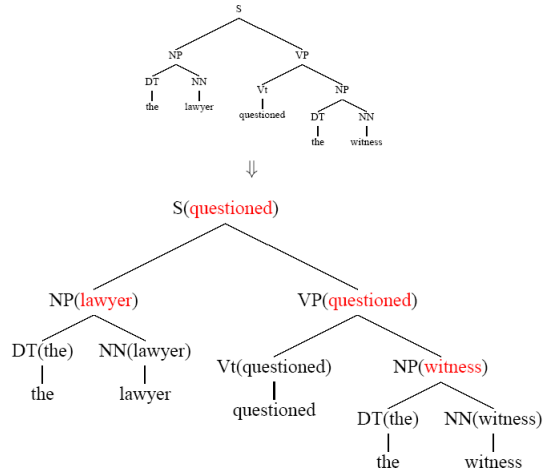 S
NP VP
DT NN Vt NP
the lawyer questioned DT NN
the witness
⇓
S(questioned)
NP(lawyer) VP(questioned)
DT(the) NN(lawyer) Vt(questioned) NP(witness)
the lawyer questioned DT(the) NN(witness)
the witness